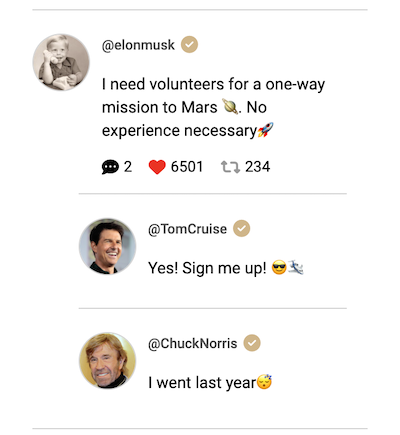 @elonmusk
I need volunteers for a one-way
mission to Mars 🪐. No
experience necessary🚀
2 6501 234
@TomCruise
Yes! Sign me up! 😎
@ChuckNorris
I went last year😴